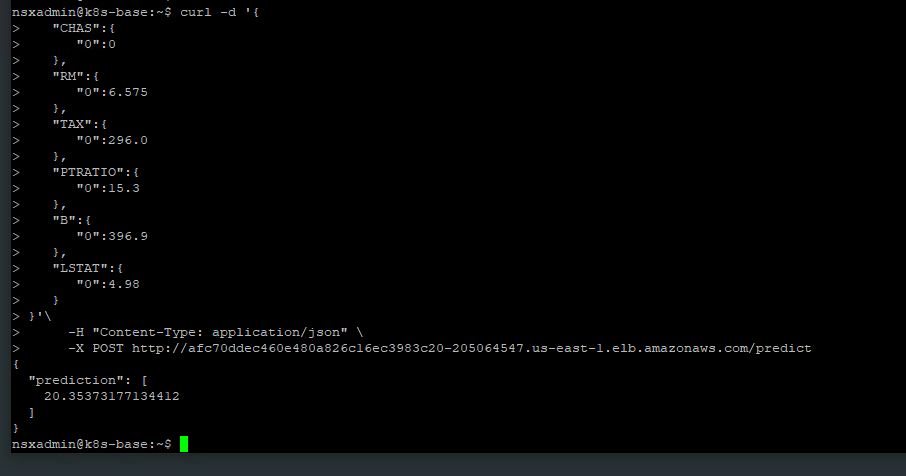 nsxadmin@k8s-base:~$ curl -d '{
>    "CHAS":{
>       "0":0
>    },
>    "RM":{
>       "0":6.575
>    },
>    "TAX":{
>       "0":296.0
>    },
>    "PTRATIO":{
>       "0":15.3
>    },
>    "B":{
>       "0":396.9
>    },
>    "LSTAT":{
>       "0":4.98
>    }
> }'\
>      -H "Content-Type: application/json" \
>      -X POST http://afc70ddec460e480a826c16ec3983c20-205064547.us-east-1.elb.amazonaws.com/predict
{
  "prediction": [
    20.35373177134412
  ]
}
nsxadmin@k8s-base:~$